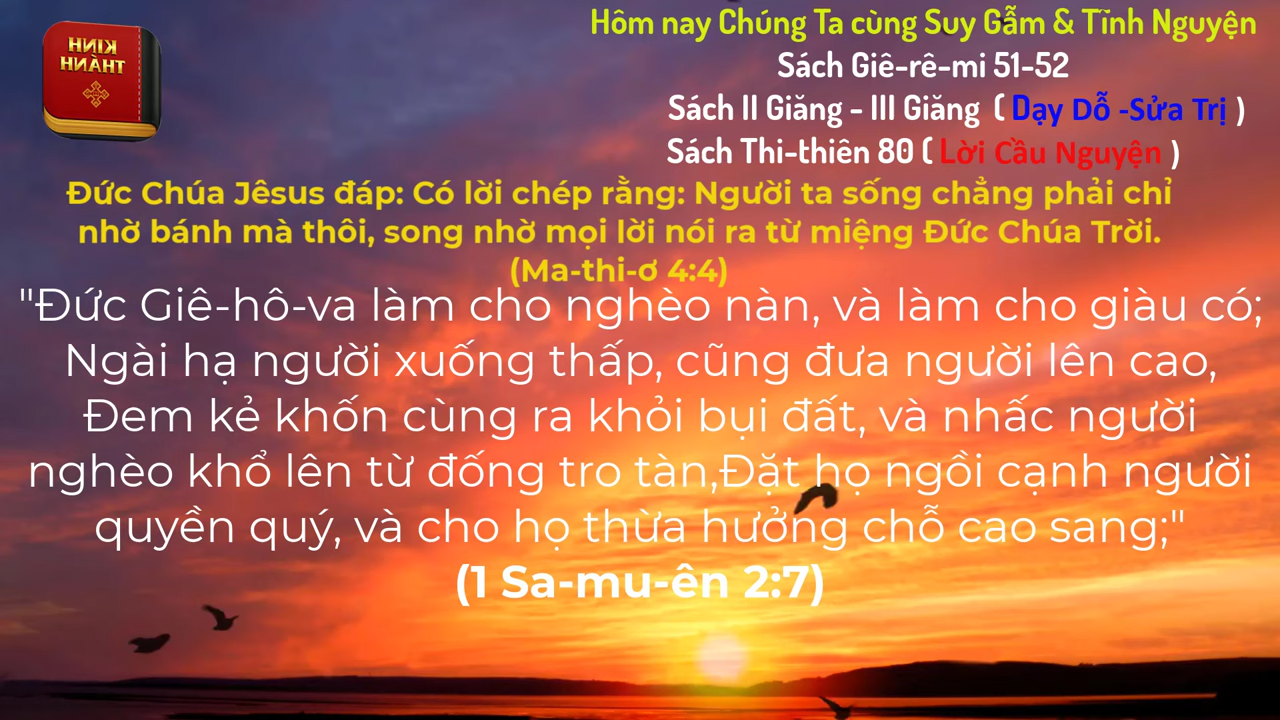 KINH
THÁNH
Hôm nay Chúng Ta cùng Suy Gẫm & Tĩnh Nguyện
Sách Giê-rê-mi 51-52
Sách II Giăng - III Giăng ( Dạy Dỗ -Sửa Trị )
Sách Thi-thiên 80 ( Lời Cầu Nguyện )
Đức Chúa Jêsus đáp: Có lời chép rằng: Người ta sống chẳng phải chỉ
nhờ bánh mà thôi, song nhờ mọi lời nói ra từ miệng Đức Chúa Trời.
(Ma-thi-ơ 4:4)
"Đức Giê-hô-va làm cho nghèo nàn, và làm cho giàu có;
Ngài hạ người xuống thấp, cũng đưa người lên cao,
Đem kẻ khốn cùng ra khỏi bụi đất, và nhấc người
nghèo khổ lên từ đống tro tàn,Đặt họ ngồi cạnh người
quyền quý, và cho họ thừa hưởng chỗ cao sang;"
(1 Sa-mu-ên 2:7)